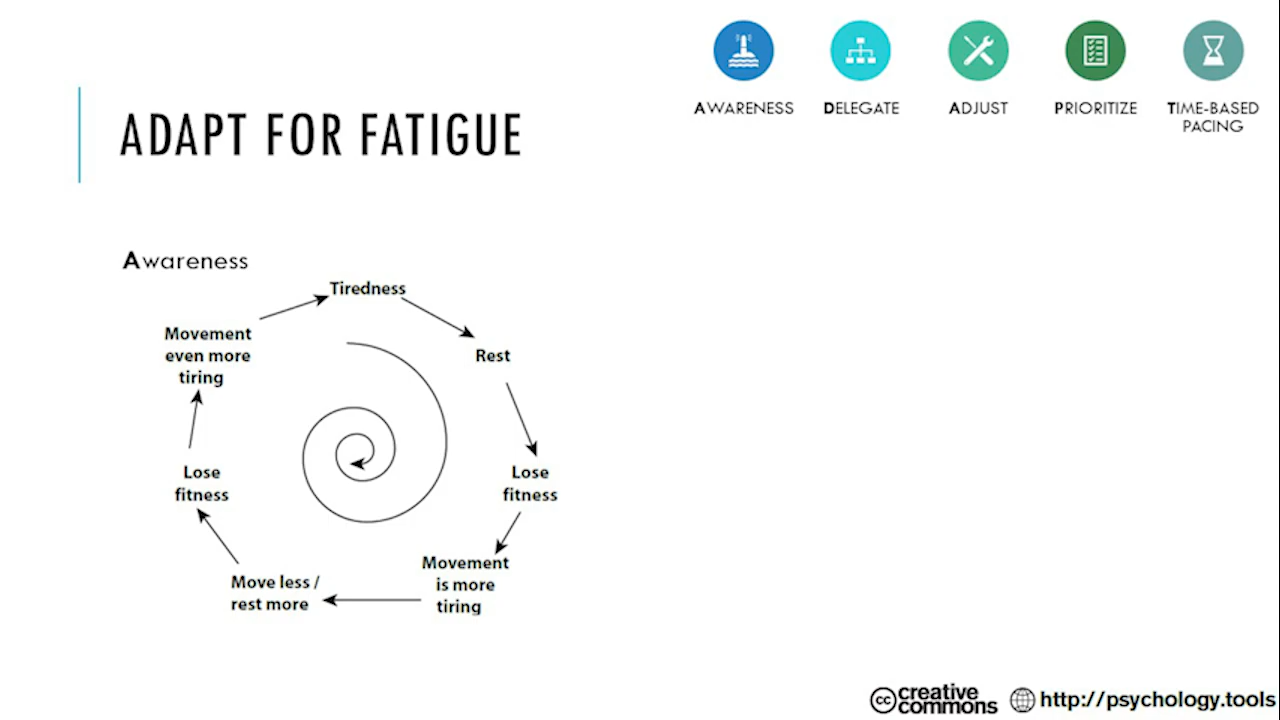 AWARENESS
DELEGATE
ADJUST
PRIORITIZE
TIME-BASED
PACING
ADAPT FOR FATIGUE
Awareness
Tiredness
Rest
Lose
fitness
Movement
is more
tiring
Move less /
rest more
Lose
fitness
Movement
even more
tiring
cc creative
commons
http://psychology.tools